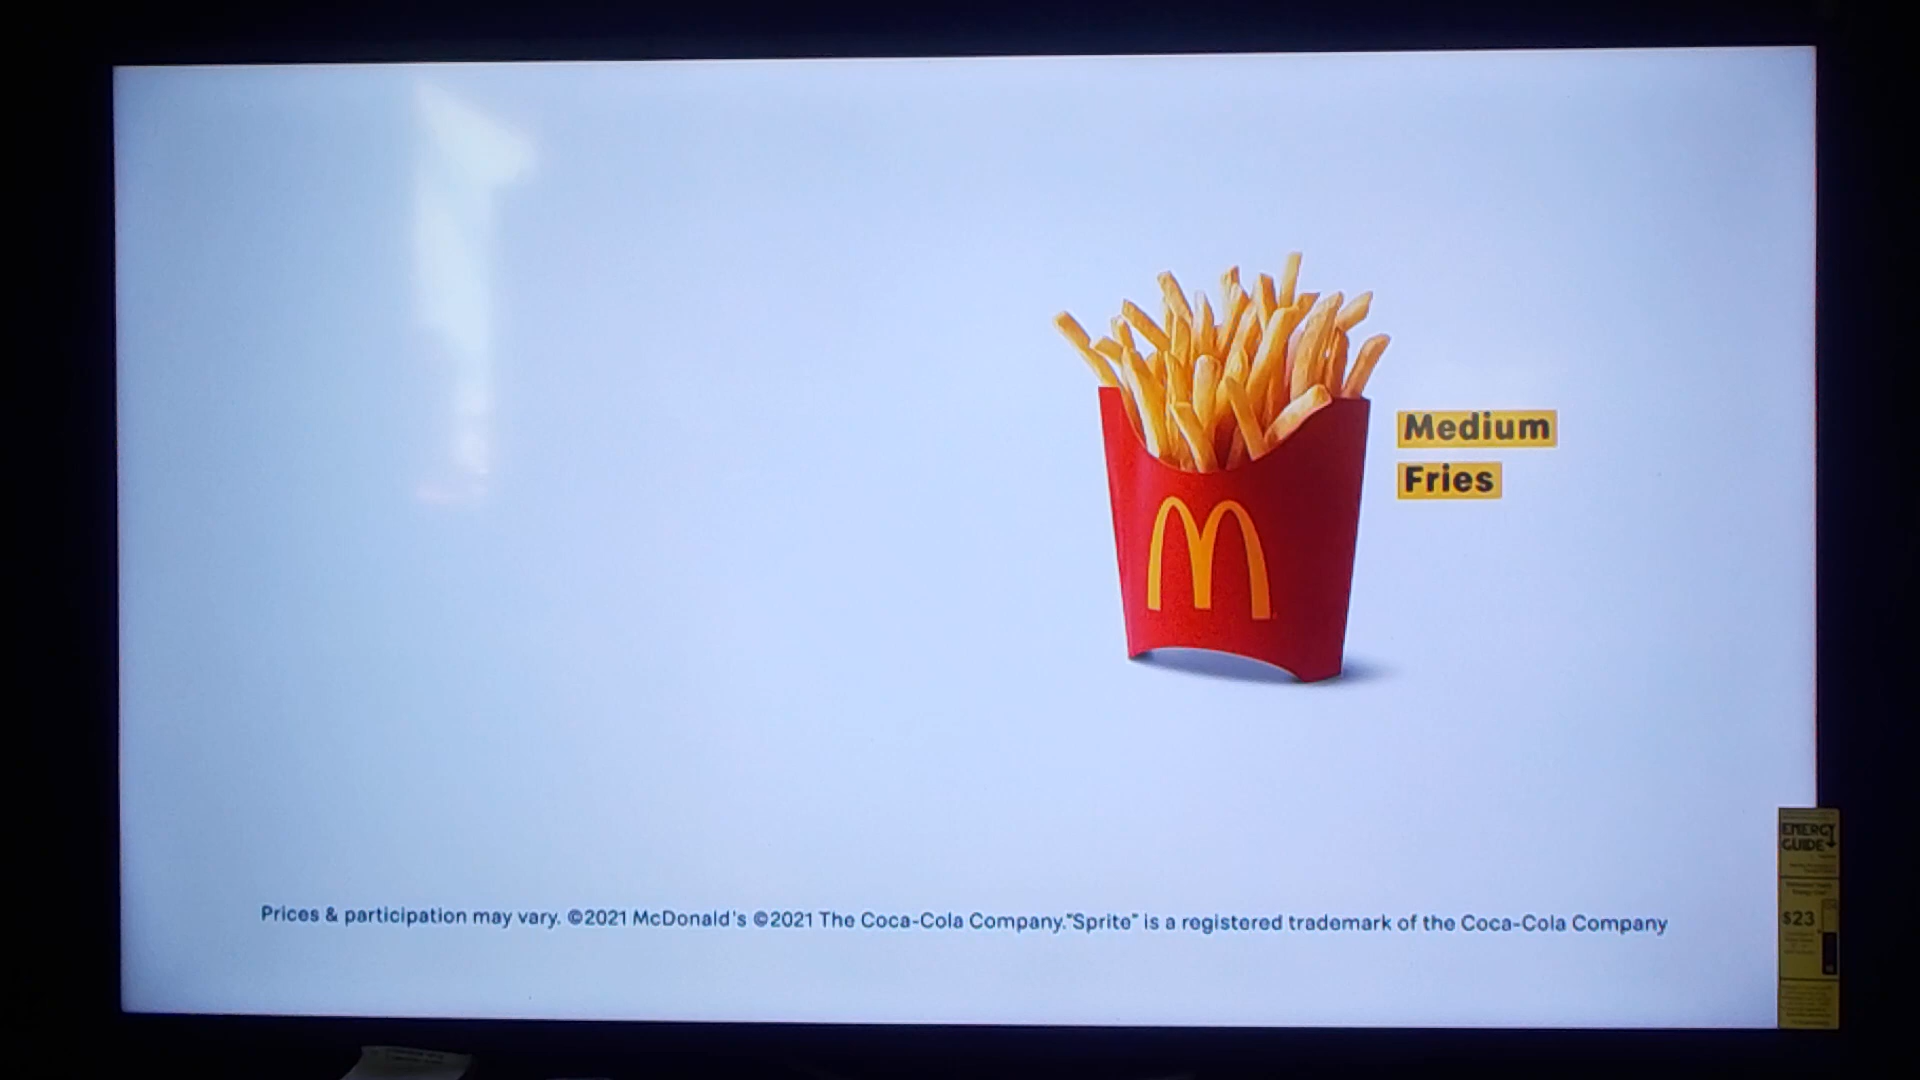 Medium
Fries
Prices & participation may vary. ©2021 McDonald's ©2021 The Coca-Cola Company."Sprite" is a registered trademark of the Coca-Cola Company
ENERGY
GUIDE
$23